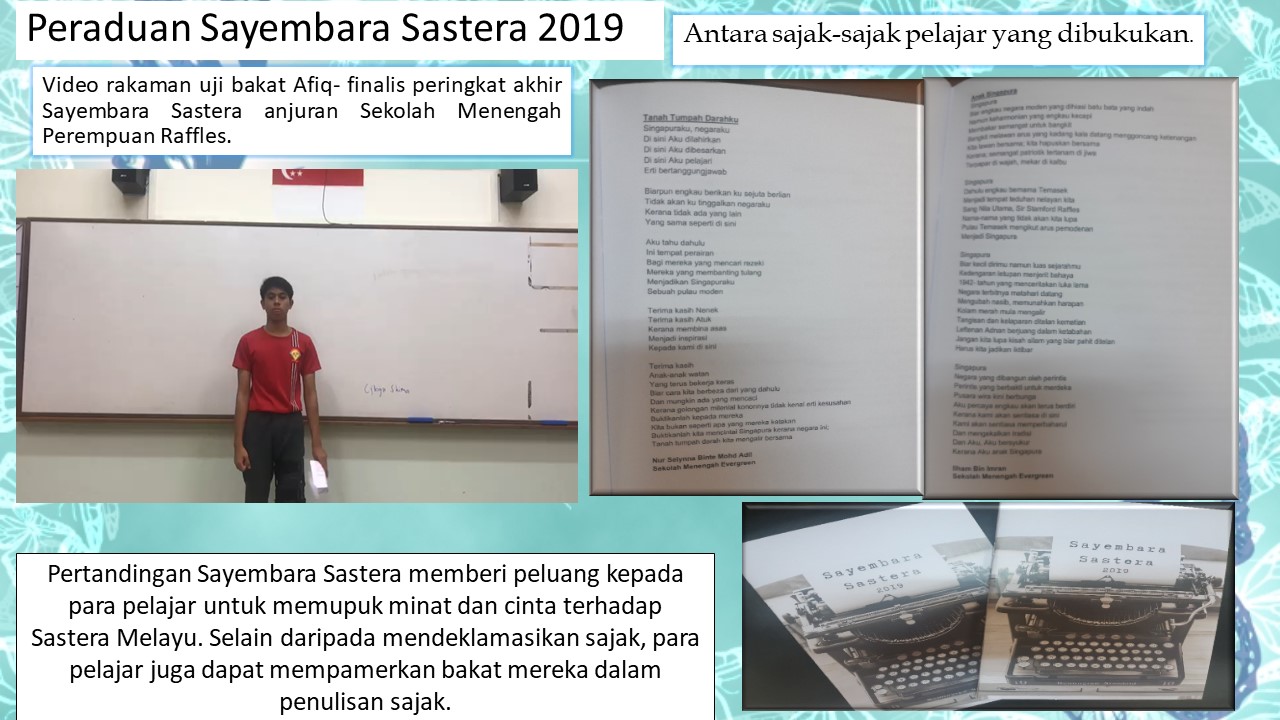 Peraduan Sayembara Sastera 2019
Antara sajak-sajak pelajar yang dibukukan.
Video rakaman uji bakat Afiq- finalis peringkat akhir
Sayembara Sastera anjuran Sekolah Menengah
Perempuan Raffles.
Tanah Tumpah Darahku
Singapuraku, negaraku
Di sini Aku dilahirkan
Di sini Aku dibesarkan
Di sini Aku pelajari
Erti bertanggungjawab
Biarpun engkau berikan ku sejuta berlian
Tidak akan ku tinggalkan negaraku
Kerana tidak ada yang lain
Yang sama seperti di sini
Aku tahu dahulu
Ini tempat perairan
Bagi mereka yang mencari rezeki
Mereka yang membanting tulang
Menjadikan Singapuraku
Sebuah pulau moden
Terima kasih Nenek
Terima kasih Atuk
Kerana membina asas
Menjadi inspirasi
Kepada kami di sini
Terima kasih
Anak-anak watan
Yang terus bekerja keras
Biar cara kita berbeza dari yang dahulu
Dan mungkin ada yang mencaci
Kerana golongan milenial kononnya tidak kenal erti kesusahan
Buktikanlah kepada mereka
Kita bukan seperti apa yang mereka katakan
Buktikanlah kita mencintai Singapura kerana negara ini,
Tanah tumpah darah kita mengalir bersama
Nur Selynna Binte Mohd Adil
Sekolah Menengah Evergreen
Anak Singapura
Singapura
Biar engkau negara moden yang dihiasi batu bata yang indah
Namun keharmonian yang engkau kecapi
Membakar semangat untuk bangkit
Bangkit melawan arus yang kadang kala datang menggoncang ketenangan
Kita lawan bersama, kita hapuskan bersama
Kerana, semangat patriotik tertanam di jiwa
Terpapar di wajah, mekar di kalbu
Singapura
Dahulu engkau bernama Temasek
Menjadi tempat teduhan nelayan kita
Sang Nila Utama, Sir Stamford Raffles
Nama-nama yang tidak akan kita lupa
Pulau Temasek mengikut arus pemodenan
Menjadi Singapura
Singapura
Biar kecil dirimu namun luas sejarahmu
Kedengaran letupan menjerit bahaya
1942- tahun yang menceritakan luka lama
Negara terbitnya matahari datang
Mengubah nasib, memunahkan harapan
Kolam merah mula mengalir
Tangisan dan kelaparan ditelan kematian
Leftenan Adnan berjuang dalam ketabahan
Jangan kita lupa kisah silam yang biar pahit ditelan
Harus kita jadikan iktibar
Singapura
Negara yang dibangun oleh perintis
Perintis yang berbakti untuk merdeka
Pusara wira kini berbunga
Aku percaya engkau akan terus berdiri
Kerana kami akan sentiasa di sini
Kami akan sentiasa memperbaharui
Dan mengekalkan
Dan Aku, Aku bersyukur
Kerana Aku anak Singapura
Ilham Bin Imran
Sekolah Menengah Evergreen
Sayembara
Sastera
2019
Sayembara
Sastera
2019
Pertandingan Sayembara Sastera memberi peluang kepada
para pelajar untuk memupuk minat dan cinta terhadap
Sastera Melayu. Selain daripada mendeklamasikan sajak, para
pelajar juga dapat mempamerkan bakat mereka dalam
penulisan sajak.